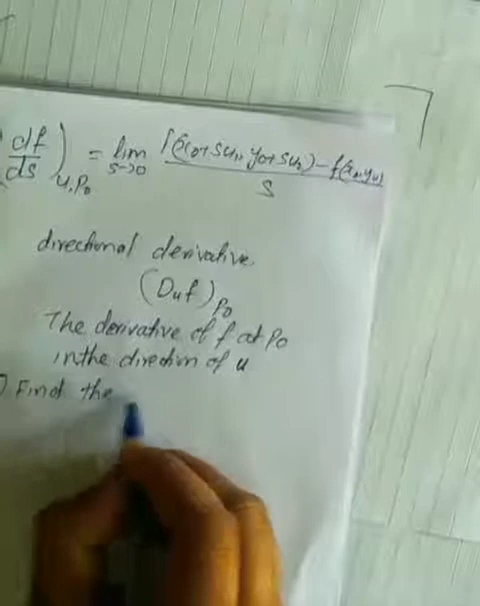 (df/ds)u,P₀ = lim s→0 f(x₀+su₁, y₀+su₂) - f(x₀,y₀) / s
directional derivative.
(Duf)P₀
The derivative of f at P₀
in the direction of u
) Find the